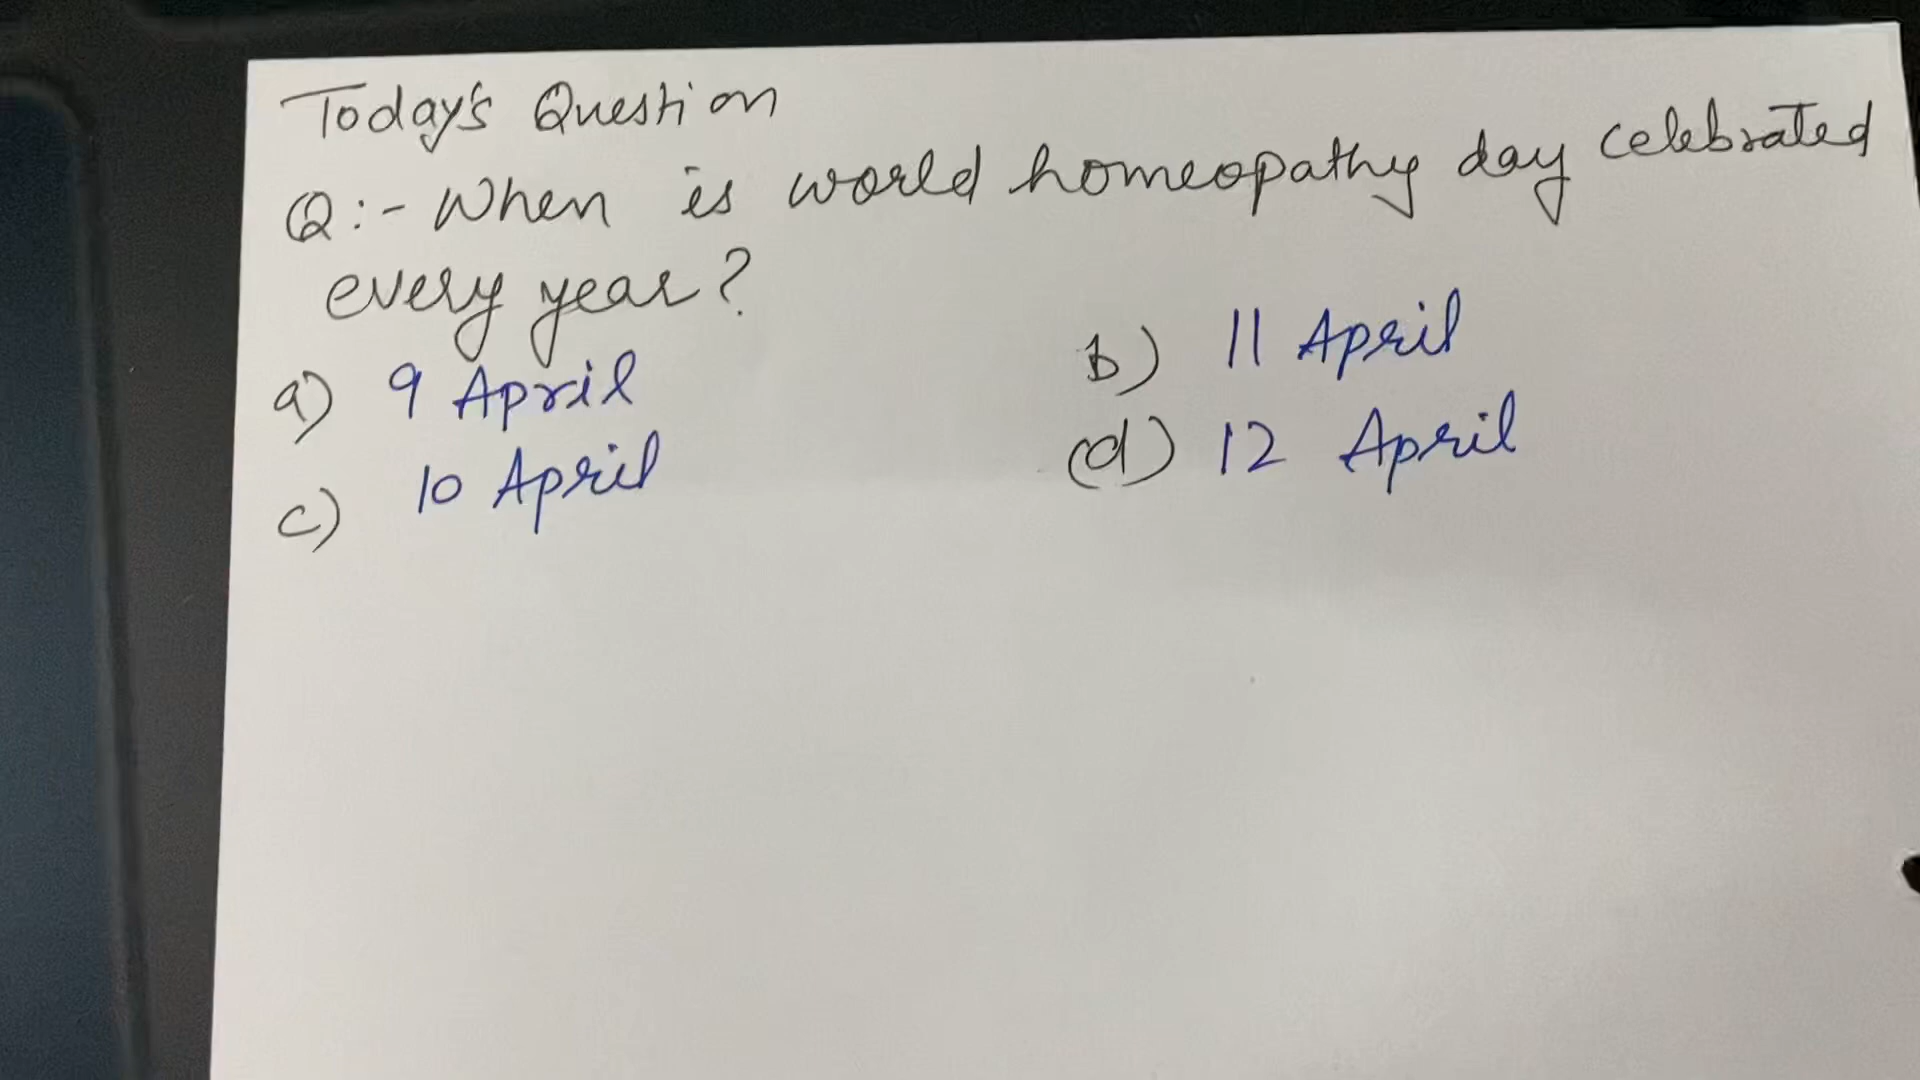 Today's Question
Q:- When is world homeopathy day celebrated
every year?
a) 9 April b) 11 April
c) 10 April (d) 12 April